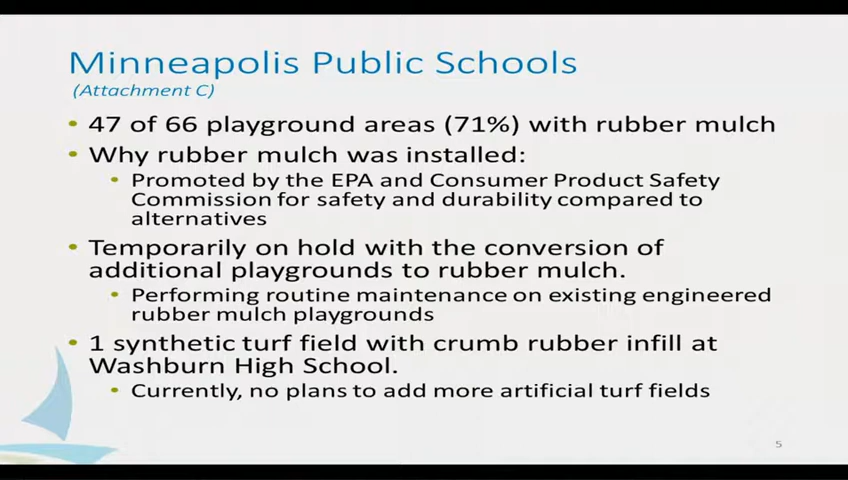 Minneapolis Public Schools
(Attachment C)
• 47 of 66 playground areas (71%) with rubber mulch
• Why rubber mulch was installed:
• Promoted by the EPA and Consumer Product Safety
Commission for safety and durability compared to
alternatives
• Temporarily on hold with the conversion of
additional playgrounds to rubber mulch.
• Performing routine maintenance on existing engineered
rubber mulch playgrounds
• 1 synthetic turf field with crumb rubber infill at
Washburn High School.
• Currently, no plans to add more artificial turf fields
5